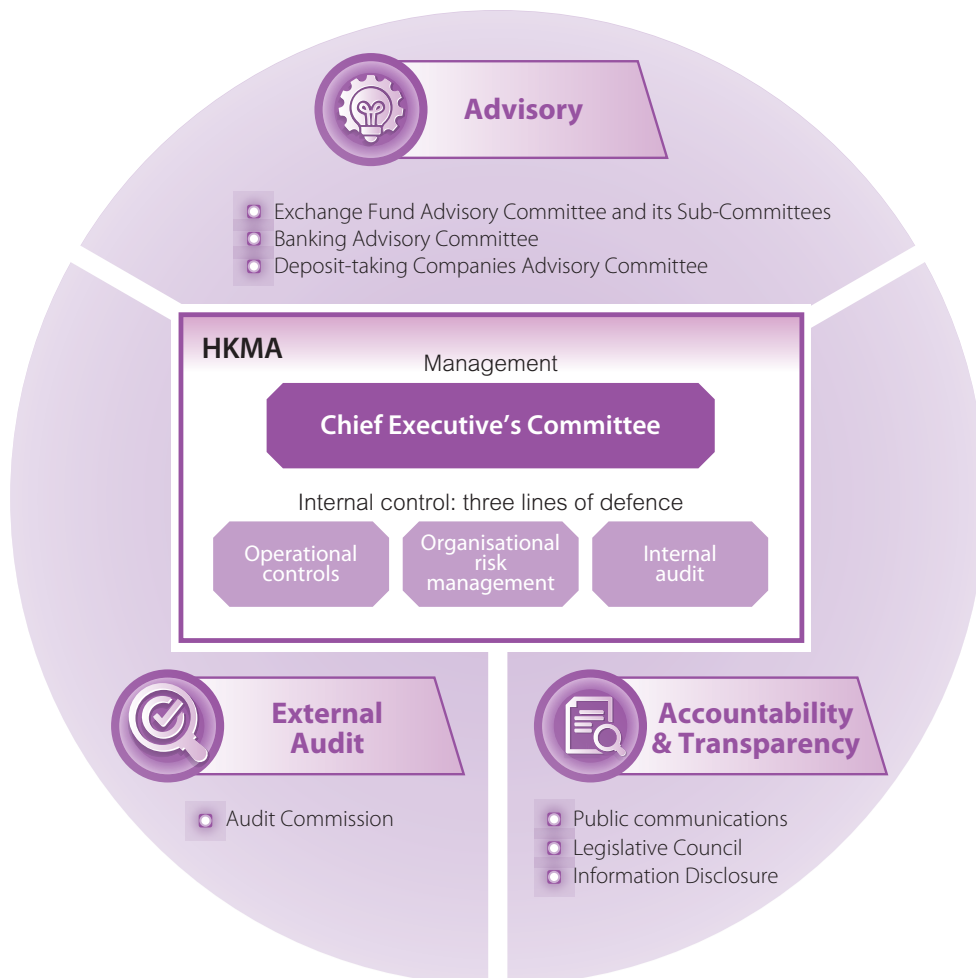 Advisory
Exchange Fund Advisory Committee and its Sub-Committees
Banking Advisory Committee
Deposit-taking Companies Advisory Committee
HKMA
Management
Chief Executive's Committee
Internal control: three lines of defence
Operational
controls
Organisational
risk
management
Internal
audit
External
Audit
Audit Commission
Accountability
& Transparency
Public communications
Legislative Council
Information Disclosure